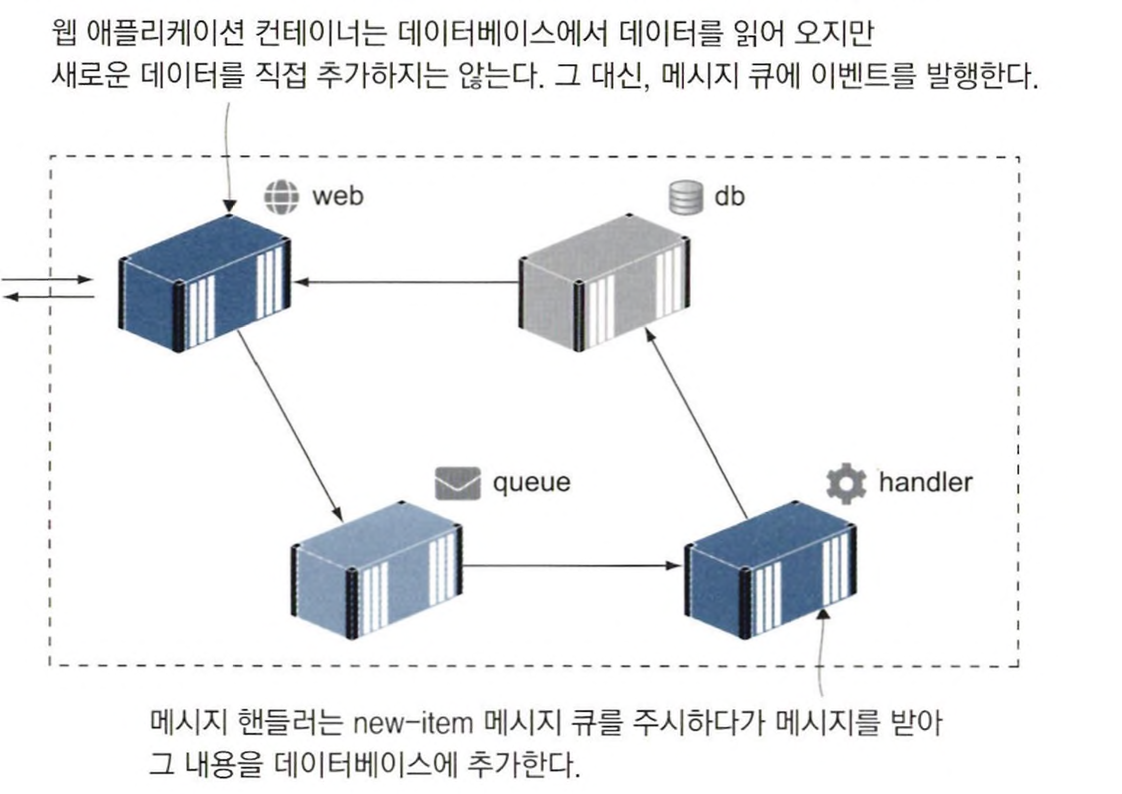 웹 애플리케이션 컨테이너는 데이터베이스에서 데이터를 읽어 오지만
새로운 데이터를 직접 추가하지는 않는다. 그 대신, 메시지 큐에 이벤트를 발행한다.
web
db
queue
handler
메시지 핸들러는 new-item 메시지 큐를 주시하다가 메시지를 받아
그 내용을 데이터베이스에 추가한다.